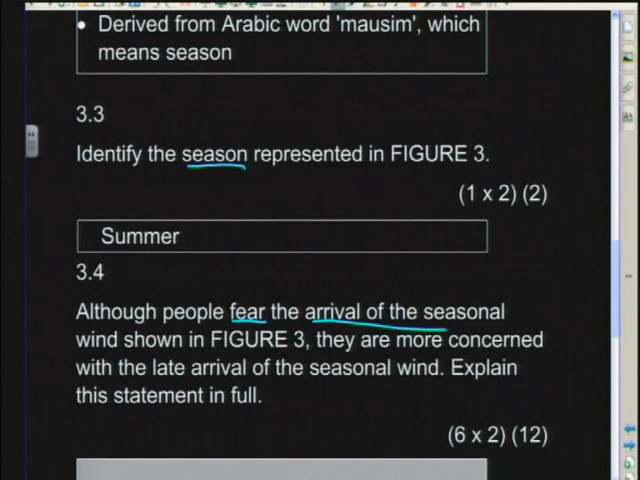 • Derived from Arabic word 'mausim', which
means season
3.3
Identify the season represented in FIGURE 3.
(1 x 2) (2)
Summer
3.4
Although people fear the arrival of the seasonal
wind shown in FIGURE 3, they are more concerned
with the late arrival of the seasonal wind. Explain
this statement in full.
(6 x 2) (12)